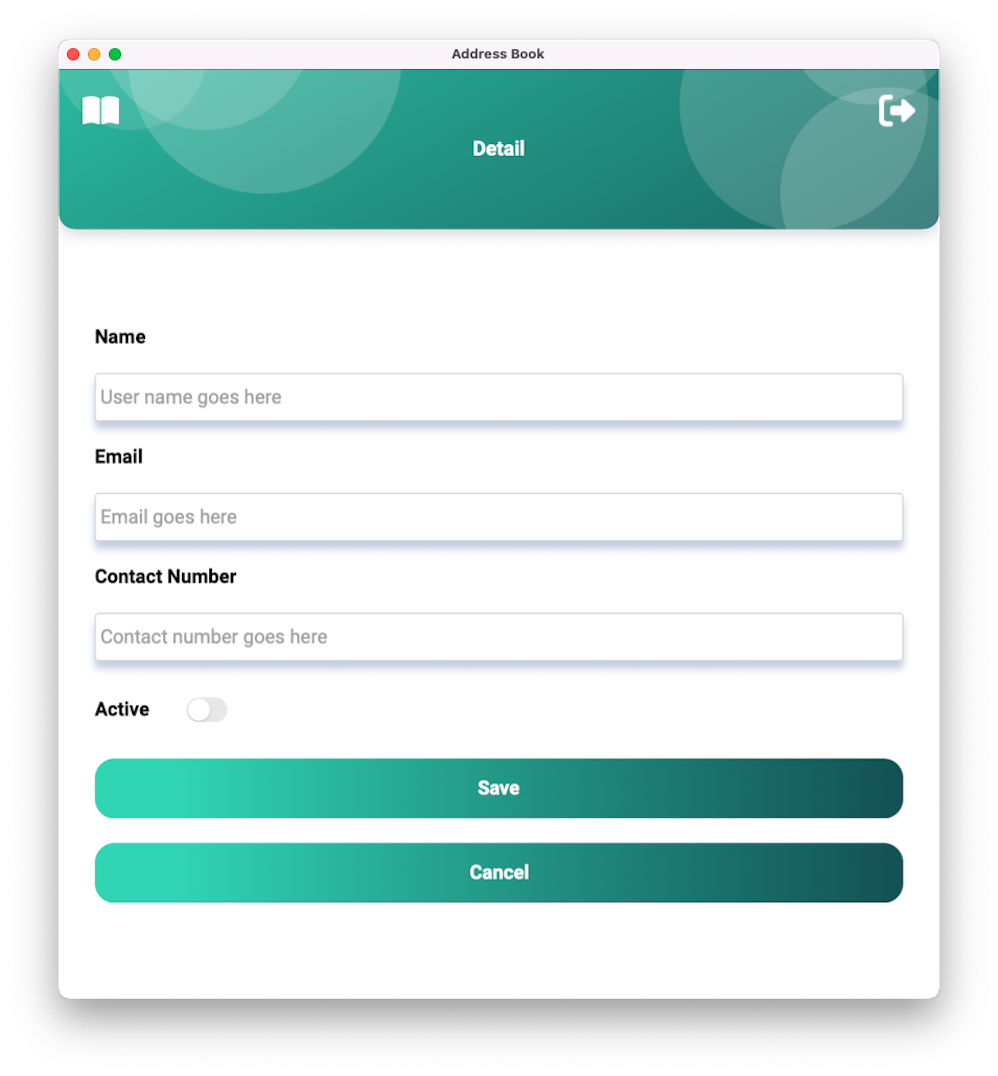 Address Book
Detail
Name
User name goes here
Email
Email goes here
Contact Number
Contact number goes here
Active
Save
Cancel